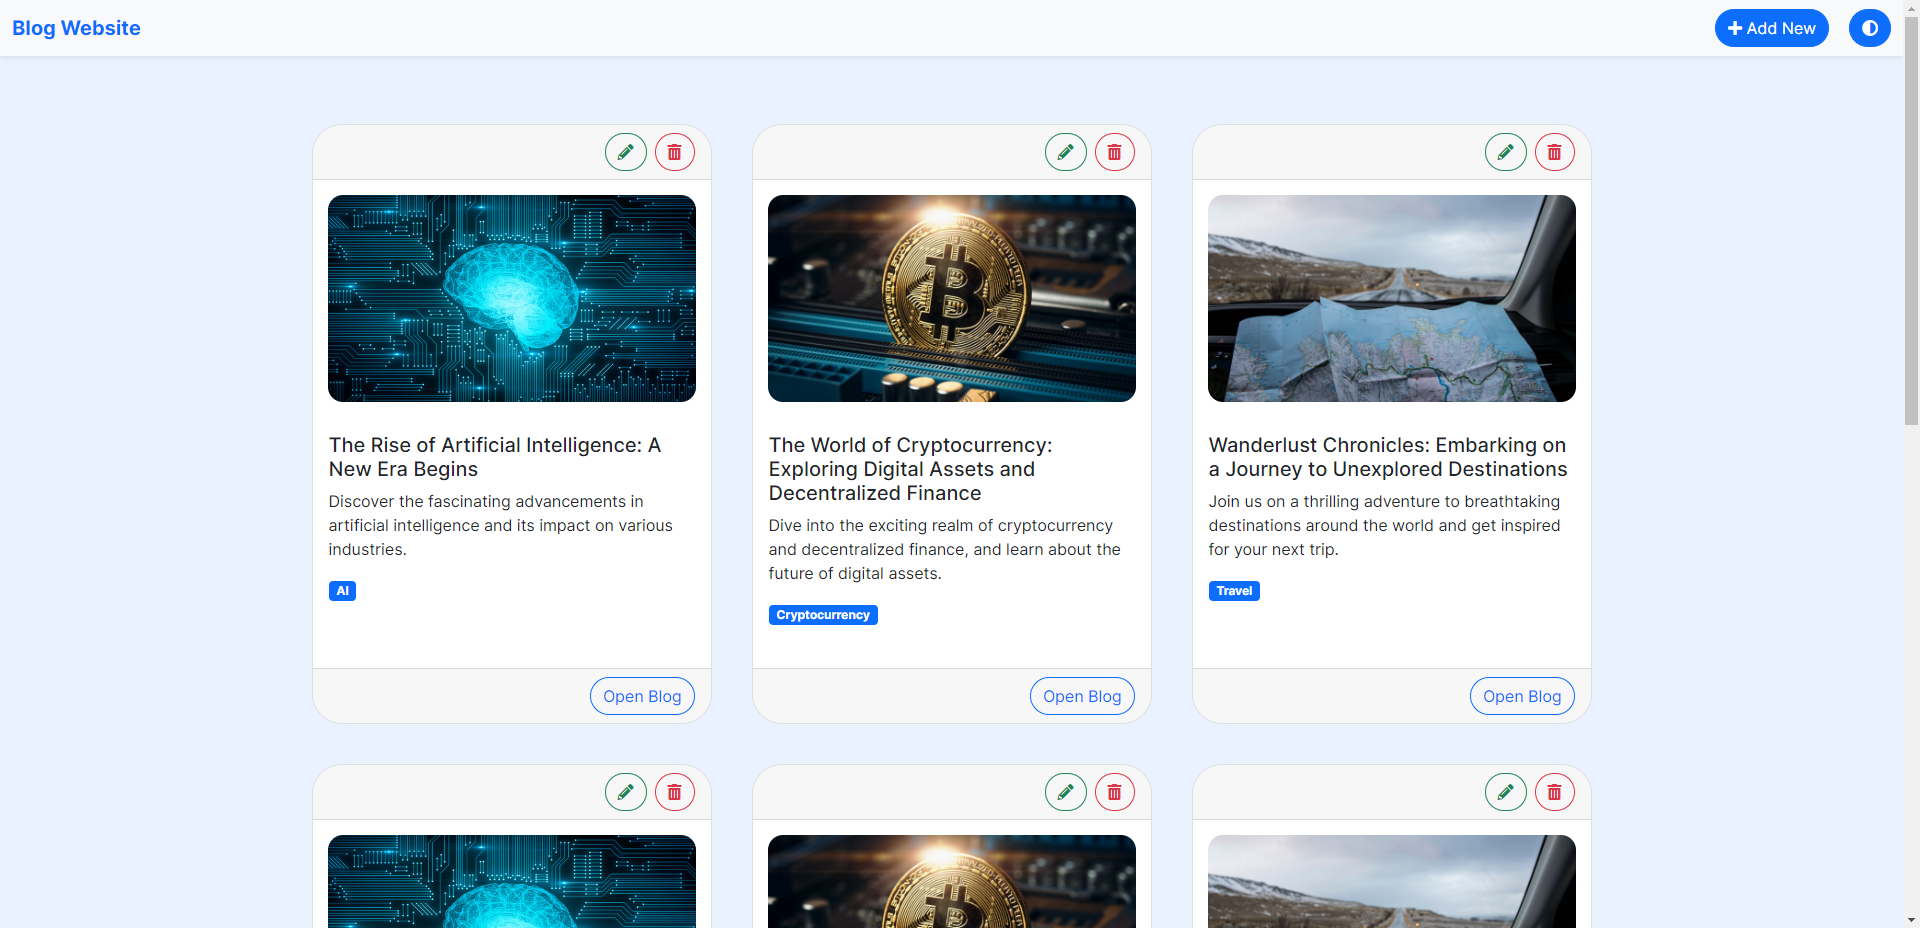 Blog Website
Add New
The Rise of Artificial Intelligence: A
New Era Begins
Discover the fascinating advancements in
artificial intelligence and its impact on various
industries.
AI
Open Blog
The World of Cryptocurrency:
Exploring Digital Assets and
Decentralized Finance
Dive into the exciting realm of cryptocurrency
and decentralized finance, and learn about the
future of digital assets.
Cryptocurrency
Open Blog
Wanderlust Chronicles: Embarking on
a Journey to Unexplored Destinations
Join us on a thrilling adventure to breathtaking
destinations around the world and get inspired
for your next trip.
Travel
Open Blog